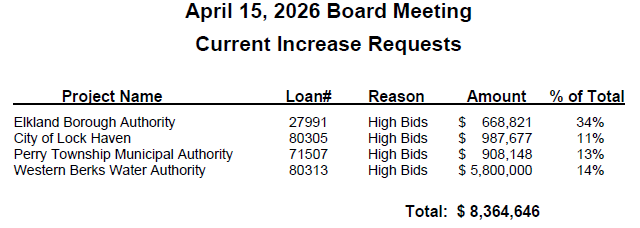 April 15, 2026 Board Meeting
Current Increase Requests
Project Name Loan# Reason Amount % of Total
Elkland Borough Authority 27991 High Bids $ 668,821 34%
City of Lock Haven 80305 High Bids $ 987,677 11%
Perry Township Municipal Authority 71507 High Bids $ 908,148 13%
Western Berks Water Authority 80313 High Bids $ 5,800,000 14%
Total: $ 8,364,646